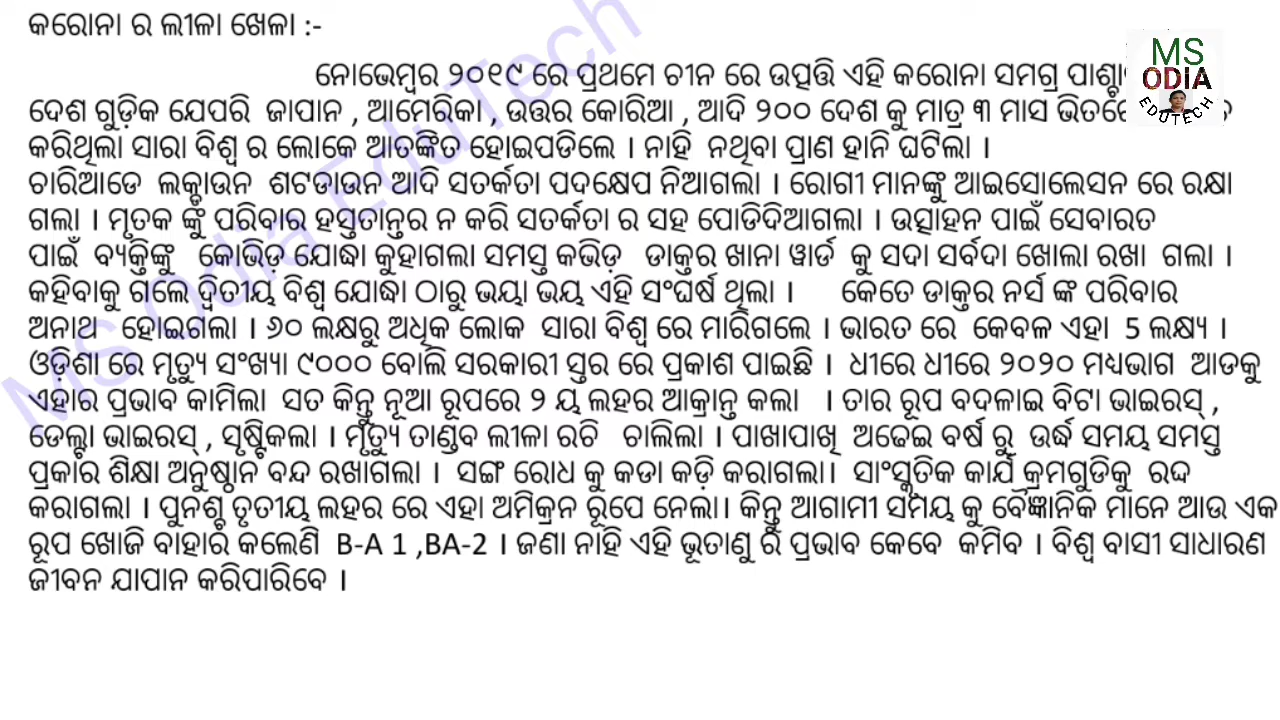 କରୋନା ର ଲୀଳା ଖେଳା :-
ନୋଭେମ୍ବର ୨୦୧୯ ରେ ପ୍ରଥମେ ଚୀନ ରେ ଉତ୍ପତ୍ତି ଏହି କରୋନା ସମଗ୍ର
ଦେଶ ଗୁଡ଼ିକ ଯେପରି ଜାପାନ , ଆମେରିକା , ଉତ୍ତର କୋରିଆ , ଆଦି ୨୦୦ ଦେଶ କୁ ମାତ୍ର ୩ ମାସ
କରିଥିଲା ସାରା ବିଶ୍ୱ ର ଲୋକେ ଆତଙ୍କିତ ହୋଇପଡିଲେ । ନାହି ନଥିବା ପ୍ରାଣ ହାନି ଘଟିଲା ।
ଚାରିଆଡେ ଲକ୍ଡାଉନ ଶଟଡାଉନ ଆଦି ସତର୍କତା ପଦକ୍ଷେପ ନିଆଗଲା । ରୋଗୀ ମାନଙ୍କୁ ଆଇସୋଲେସନ ରେ ରକ୍ଷା
ଗଲା । ମୃତକ ଙ୍କୁ ପରିବାର ହସ୍ତତାନ୍ତର ନ କରି ସତର୍କତା ର ସହ ପୋଡିଦିଆଗଲା । ଉତ୍ସାହନ ପାଇଁ ସେବାରତ
ପାଇଁ ବ୍ୟକ୍ତିଙ୍କୁ କୋଭିଡ଼ ଯୋଦ୍ଧା କୁହାଗଲା ସମସ୍ତ କଭିଡ଼ ଡାକ୍ତର ଖାନା ୱାର୍ଡ କୁ ସଦା ସର୍ବଦା ଖୋଲା ରଖା ଗଲା ।
କହିବାକୁ ଗଲେ ଦ୍ୱିତୀୟ ବିଶ୍ୱ ଯୋଦ୍ଧା ଠାରୁ ଭୟା ଭୟ ଏହି ସଂଘର୍ଷ ଥିଲା । କେତେ ଡାକ୍ତର ନର୍ସ ଙ୍କ ପରିବାର
ଅନାଥ ହୋଇଗଲା । ୬୦ ଲକ୍ଷରୁ ଅଧିକ ଲୋକ ସାରା ବିଶ୍ୱ ରେ ମାରିଗଲେ । ଭାରତ ରେ କେବଳ ଏହା 5 ଲକ୍ଷ୍ୟ ।
ଓଡ଼ିଶା ରେ ମୃତ୍ୟୁ ସଂଖ୍ୟା ୯୦୦୦ ବୋଲି ସରକାରୀ ସ୍ତର ରେ ପ୍ରକାଶ ପାଇଛି । ଧୀରେ ଧୀରେ ୨୦୨୦ ମଧ୍ୟଭାଗ ଆଡକୁ
ଏହାର ପ୍ରଭାବ କାମିଲା ସତ କିନ୍ତୁ ନୂଆ ରୂପରେ ୨ ୟ ଲହର ଆକ୍ରାନ୍ତ କଲା । ତାର ରୂପ ବଦଳାଇ ବିଟା ଭାଇରସ୍ ,
ଡେଲ୍ଟା ଭାଇରସ୍ , ସୃଷ୍ଟିକଲା । ମୃତ୍ୟୁ ତାଣ୍ଡବ ଲୀଳା ରଚି ଚାଲିଲା । ପାଖାପାଖି ଅଢେଇ ବର୍ଷ ରୁ ଉର୍ଦ୍ଧ ସମୟ ସମସ୍ତ
ପ୍ରକାର ଶିକ୍ଷା ଅନୁଷ୍ଠାନ ବନ୍ଦ ରଖାଗଲା । ସଙ୍ଗ ରୋଧ କୁ କଡା କଡ଼ି କରାଗଲା। ସାଂସ୍କୃତିକ କାର୍ଯ କ୍ରମଗୁଡିକୁ ରଦ୍ଦ
କରାଗଲା । ପୁନଶ୍ଚ ତୃତୀୟ ଲହର ରେ ଏହା ଅମିକ୍ରନ ରୂପେ ନେଲା। କିନ୍ତୁ ଆଗାମୀ ସମୟ କୁ ବୈଜ୍ଞାନିକ ମାନେ ଆଉ ଏକ
ରୂପ ଖୋଜି ବାହାର କଲେଣି B-A 1 ,BA-2 । ଜଣା ନାହି ଏହି ଭୂତାଣୁ ର ପ୍ରଭାବ କେବେ କମିବ । ବିଶ୍ୱ ବାସୀ ସାଧାରଣ
ଜୀବନ ଯାପାନ କରିପାରିବେ ।
MS
ODIA
EDUTECH
MS Odia EduTech